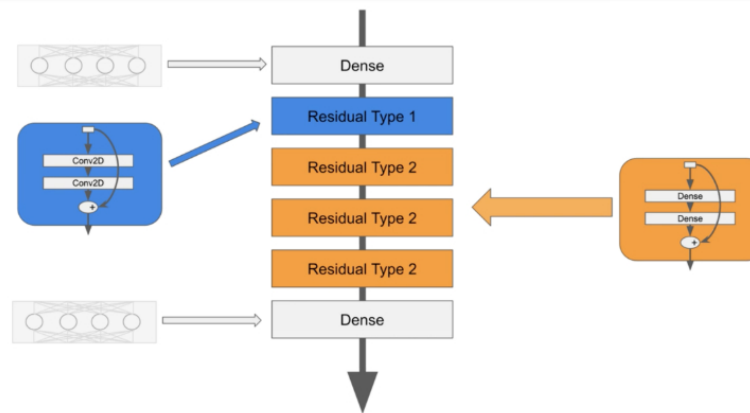 Dense
Residual Type 1
Conv2D
Conv2D
+
Residual Type 2
Residual Type 2
Residual Type 2
Dense
Dense
Dense
+